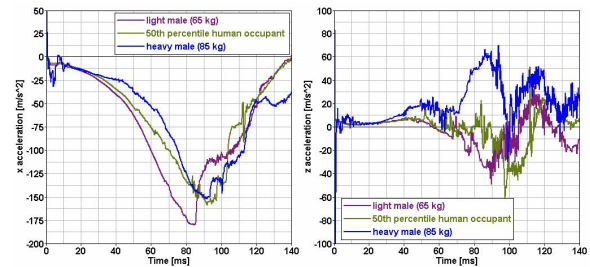 light male (65 kg)
50th percentile human occupant
heavy male (85 kg)
50
25
0
-25
-50
-75
-100
-125
-150
-175
-200
x acceleration [m/s^2]
0 20 40 60 80 100 120 140
Time [ms]
100
80
60
40
20
0
-20
-40
-60
-80
-100
z acceleration [m/s^2]
light male (65 kg)
50th percentile human occupant
heavy male (85 kg)
0 20 40 60 80 100 120 140
Time [ms]